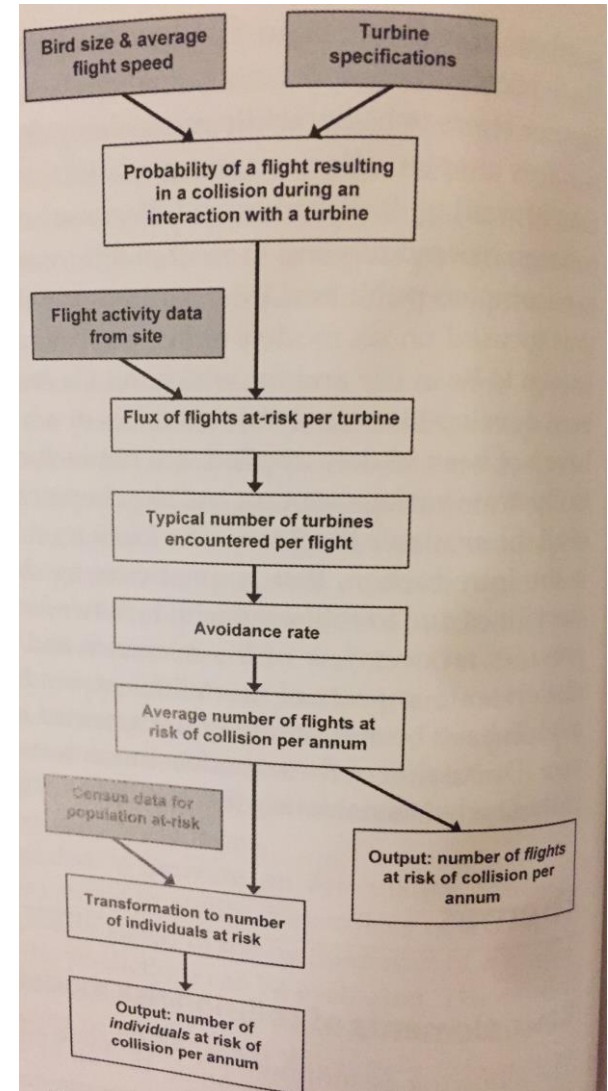 Bird size & average
flight speed
Turbine
specifications
Probability of a flight resulting
in a collision during an
interaction with a turbine
Flight activity data
from site
Flux of flights at-risk per turbine
Typical number of turbines
encountered per flight
Avoidance rate
Average number of flights at
risk of collision per annum
Census data for
population at-risk
Output: number of flights
at risk of collision per
annum
Transformation to number
of individuals at risk
Output: number of
individuals at risk of
collision per annum